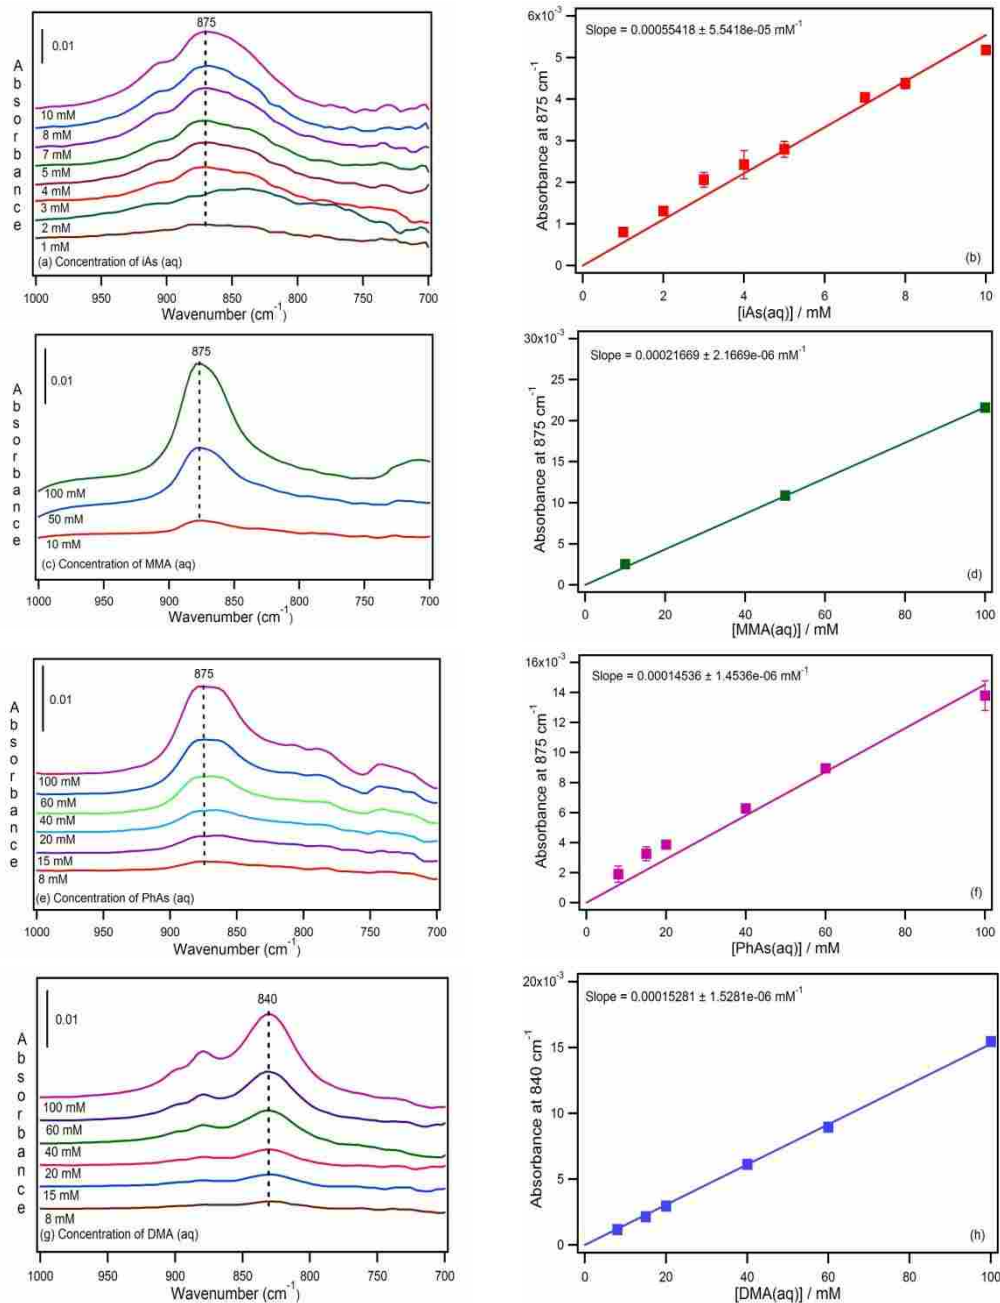 875
0.01
Absorbance
10 mM
8 mM
7 mM
5 mM
4 mM
3 mM
2 mM
1 mM
(a) Concentration of iAs (aq)
1000 950 900 850 800 750 700
Wavenumber (cm-1)
6x10-3
Slope = 0.00055418 ± 5.5418e-05 mM-1
5
4
3
2
1
0
Absorbance at 875 cm-1
(b)
0 2 4 6 8 10
[iAs(aq)] / mM
875
0.01
Absorbance
100 mM
50 mM
10 mM
(c) Concentration of MMA (aq)
1000 950 900 850 800 750 700
Wavenumber (cm-1)
30x10-3
Slope = 0.00021669 ± 2.1669e-06 mM-1
25
20
15
10
5
0
Absorbance at 875 cm-1
(d)
0 20 40 60 80 100
[MMA(aq)] / mM
875
0.01
Absorbance
100 mM
60 mM
40 mM
20 mM
15 mM
8 mM
(e) Concentration of PhAs (aq)
1000 950 900 850 800 750 700
Wavenumber (cm-1)
16x10-3
Slope = 0.00014536 ± 1.4536e-06 mM-1
14
12
10
8
6
4
2
0
Absorbance at 875 cm-1
(f)
0 20 40 60 80 100
[PhAs(aq)] / mM
840
0.01
Absorbance
100 mM
60 mM
40 mM
20 mM
15 mM
8 mM
(g) Concentration of DMA (aq)
1000 950 900 850 800 750 700
Wavenumber (cm-1)
20x10-3
Slope = 0.00015281 ± 1.5281e-06 mM-1
15
10
5
0
Absorbance at 840 cm-1
(h)
0 20 40 60 80 100
[DMA(aq)] / mM